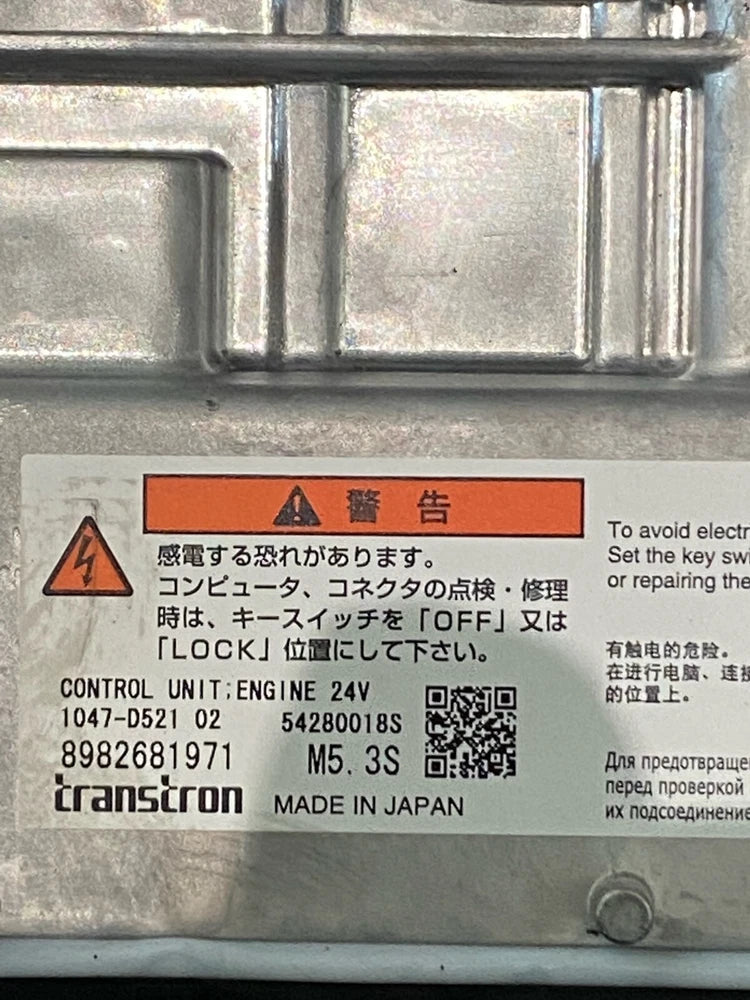 警告
感電する恐れがあります。
コンピュータ、コネクタの点検・修理
時は、キースイッチを「OFF」又は
「LOCK」位置にして下さい。
CONTROL UNIT;ENGINE 24V
1047-D521 02 54280018S
8982681971 M5.3S
transtron MADE IN JAPAN
To avoid electr
Set the key swi
or repairing the
有触电的危险。
在进行电脑、连接
的位置上。
Для предотвраще
перед проверкой
их подсоединение